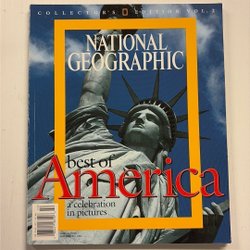 COLLECTOR'S EDITION VOL. 2
NATIONAL
GEOGRAPHIC
best of
America
a celebration
in pictures